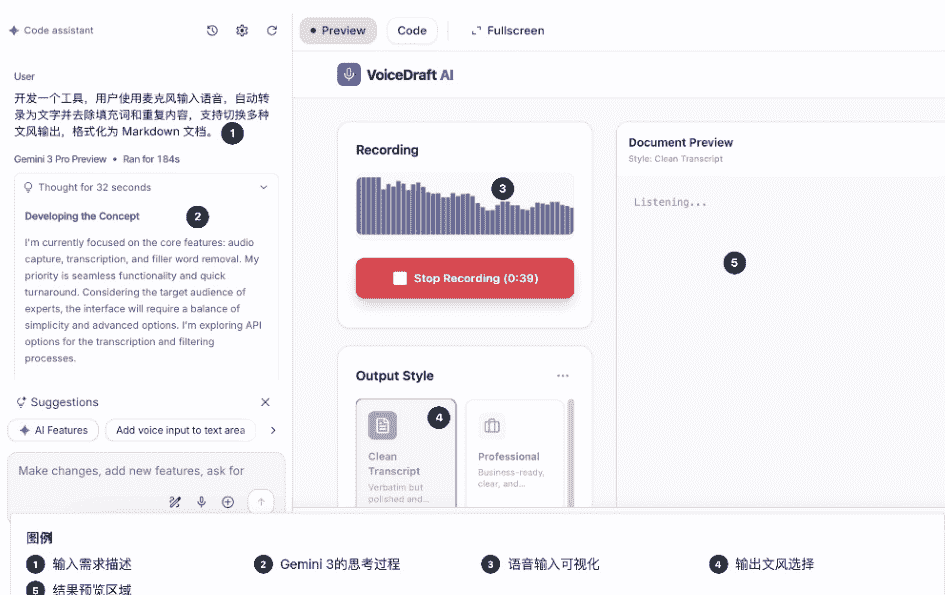 Code assistant
Preview
Code
Fullscreen
VoiceDraft AI
User
开发一个工具，用户使用麦克风输入语音，自动转
录为文字并去除填充词和重复内容，支持切换多种
文风输出，格式化为 Markdown 文档。
1
Gemini 3 Pro Preview • Ran for 184s
Thought for 32 seconds
Developing the Concept
2
I'm currently focused on the core features: audio
capture, transcription, and filler word removal. My
priority is seamless functionality and quick
turnaround. Considering the target audience of
experts, the interface will require a balance of
simplicity and advanced options. I'm exploring API
options for the transcription and filtering
processes.
Suggestions
AI Features
Add voice input to text area
Make changes, add new features, ask for
Recording
3
Stop Recording (0:39)
Output Style
4
Clean
Transcript
Verbatim but
polished and...
Professional
Business-ready,
clear, and...
Document Preview
Style: Clean Transcript
Listening...
5
图例
1 输入需求描述
2 Gemini 3的思考过程
3 语音输入可视化
4 输出文风选择
5 结果预览区域